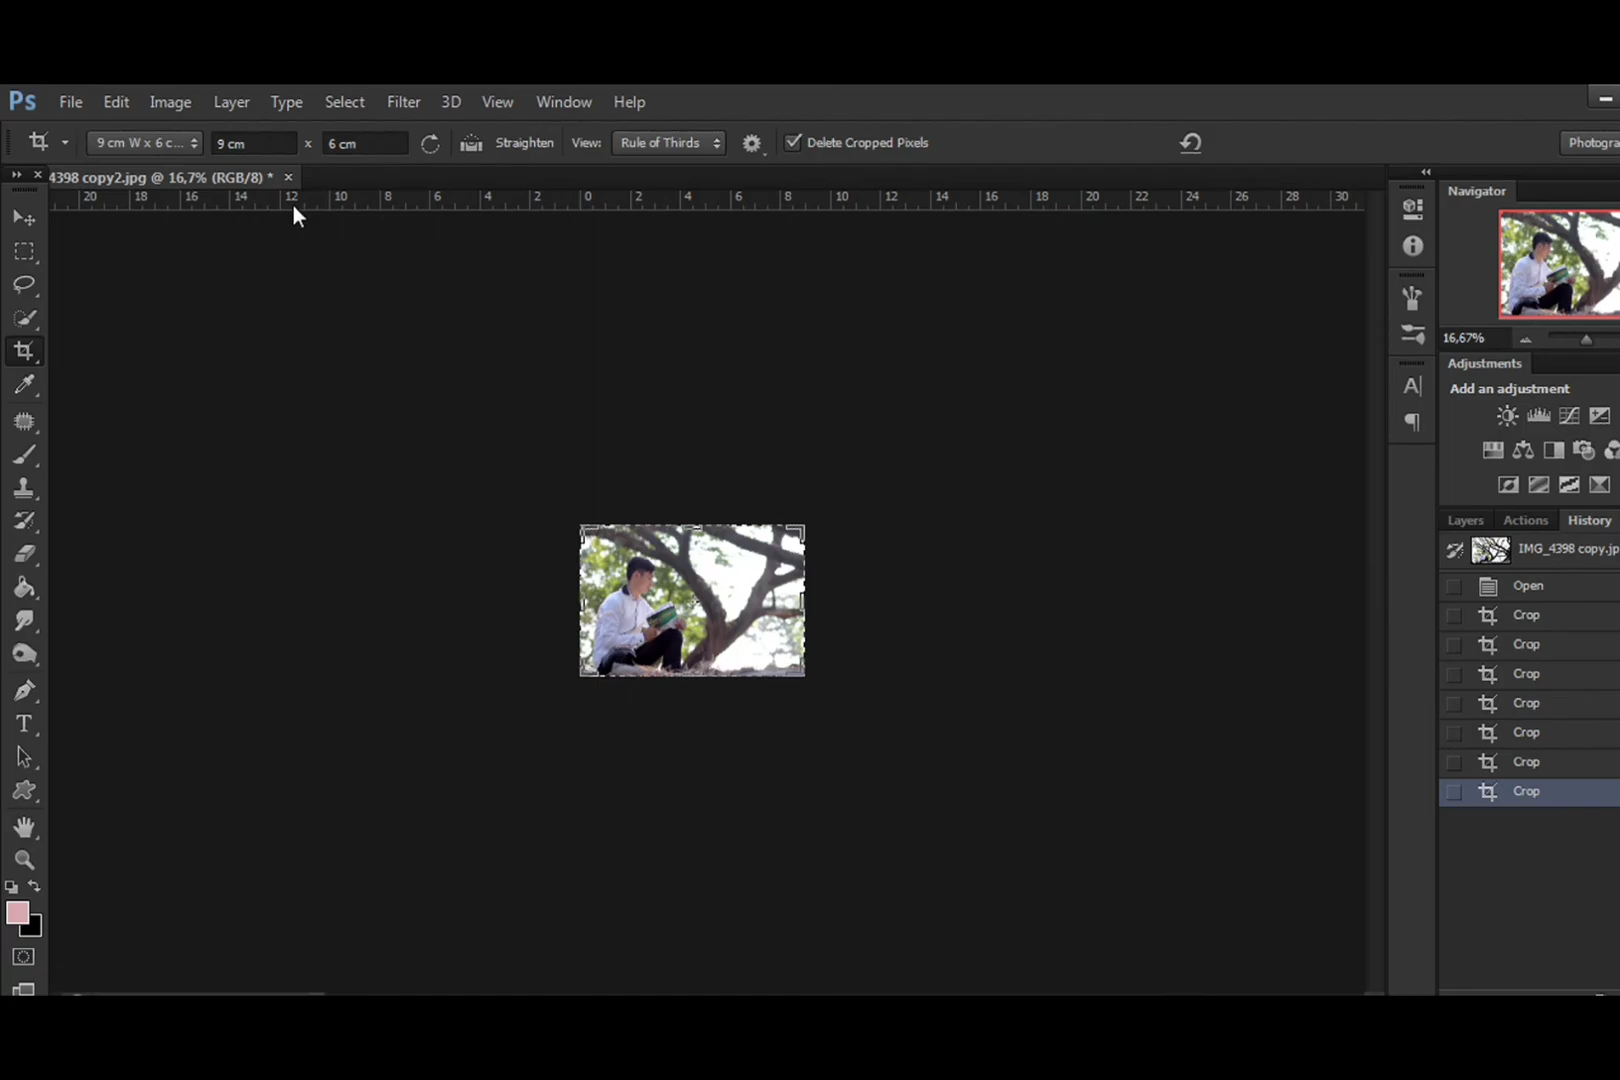 Ps File Edit Image Layer Type Select Filter 3D View Window Help
9 cm W x 6 c... 9 cm x 6 cm Straighten View: Rule of Thirds Delete Cropped Pixels Photogra
4398 copy2.jpg @ 16,7% (RGB/8) * ×
20 18 16 14 12 10 8 6 4 2 0 2 4 6 8 10 12 14 16 18 20 22 24 26 28 30
Navigator
16,67%
Adjustments
Add an adjustment
Layers Actions History
IMG_4398 copy.jp
Open
Crop
Crop
Crop
Crop
Crop
Crop
Crop